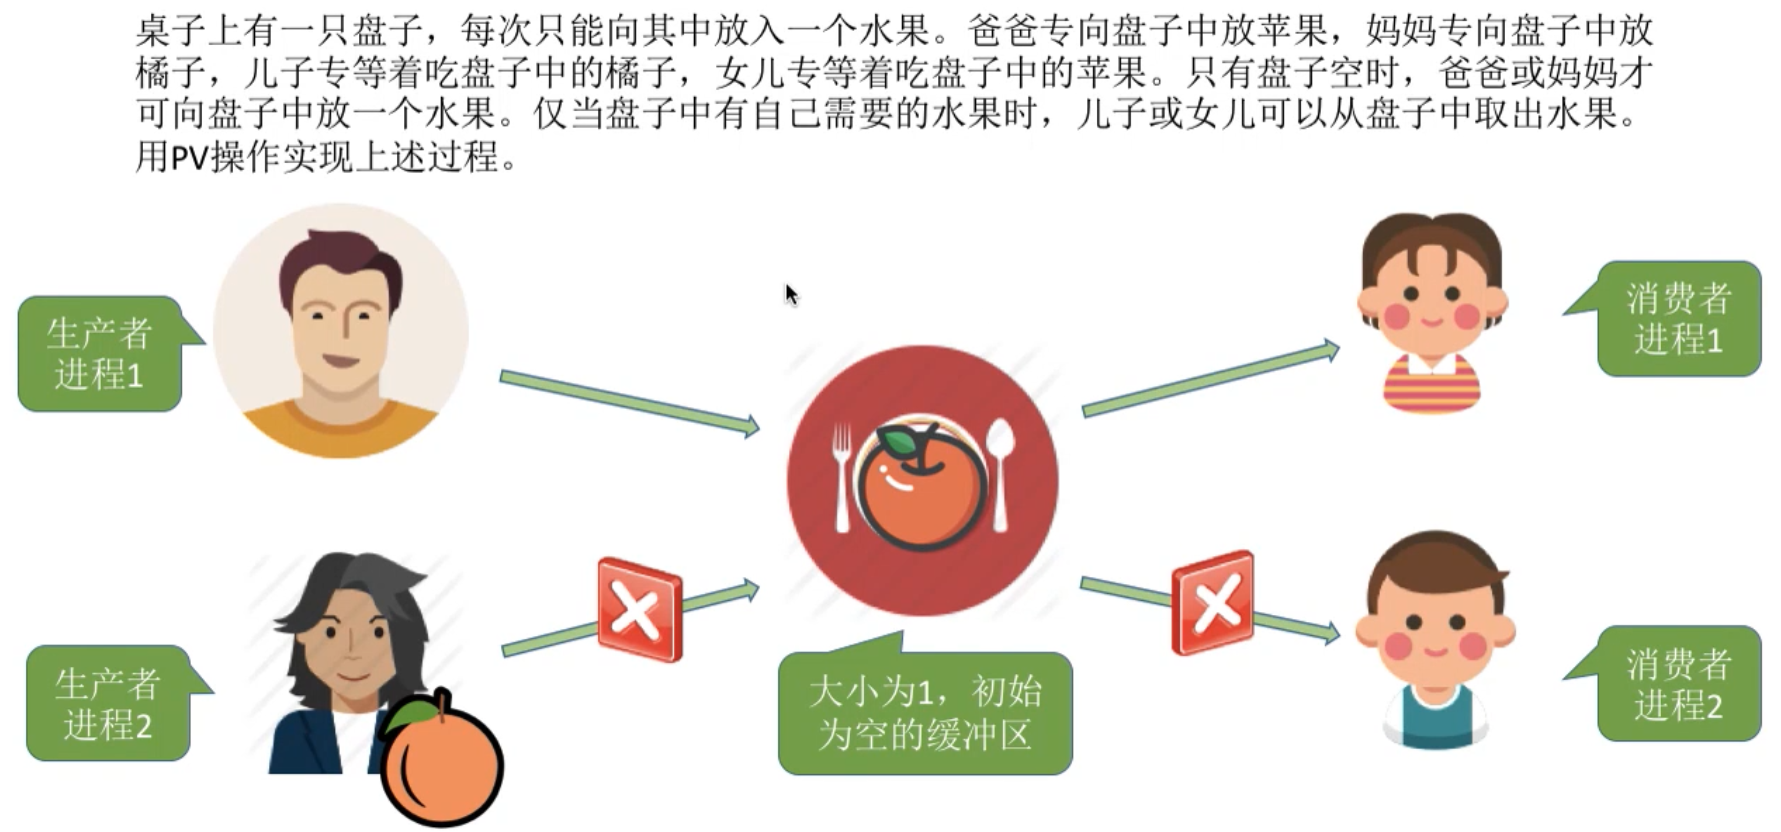 桌子上有一只盘子，每次只能向其中放入一个水果。爸爸专向盘子中放苹果，妈妈专向盘子中放
橘子，儿子专等着吃盘子中的橘子，女儿专等着吃盘子中的苹果。只有盘子空时，爸爸或妈妈才
可向盘子中放一个水果。仅当盘子中有自己需要的水果时，儿子或女儿可以从盘子中取出水果。
用PV操作实现上述过程。
生产者
进程1
消费者
进程1
生产者
进程2
大小为1，初始
为空的缓冲区
消费者
进程2